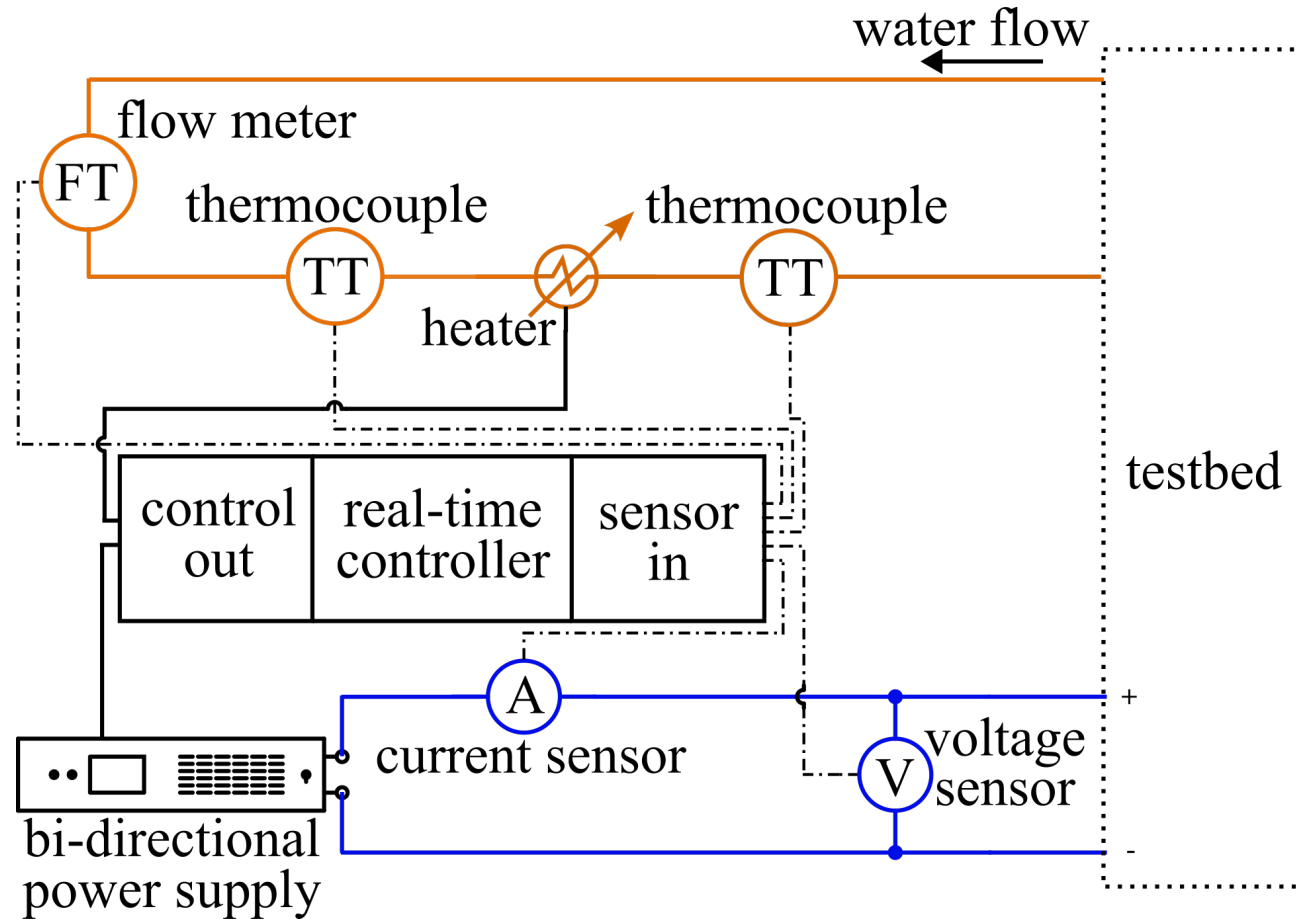 water flow
flow meter
FT
thermocouple
thermocouple
TT
TT
heater
testbed
control
out
real-time
controller
sensor
in
A
+
current sensor
voltage
sensor
V
bi-directional
power supply
-